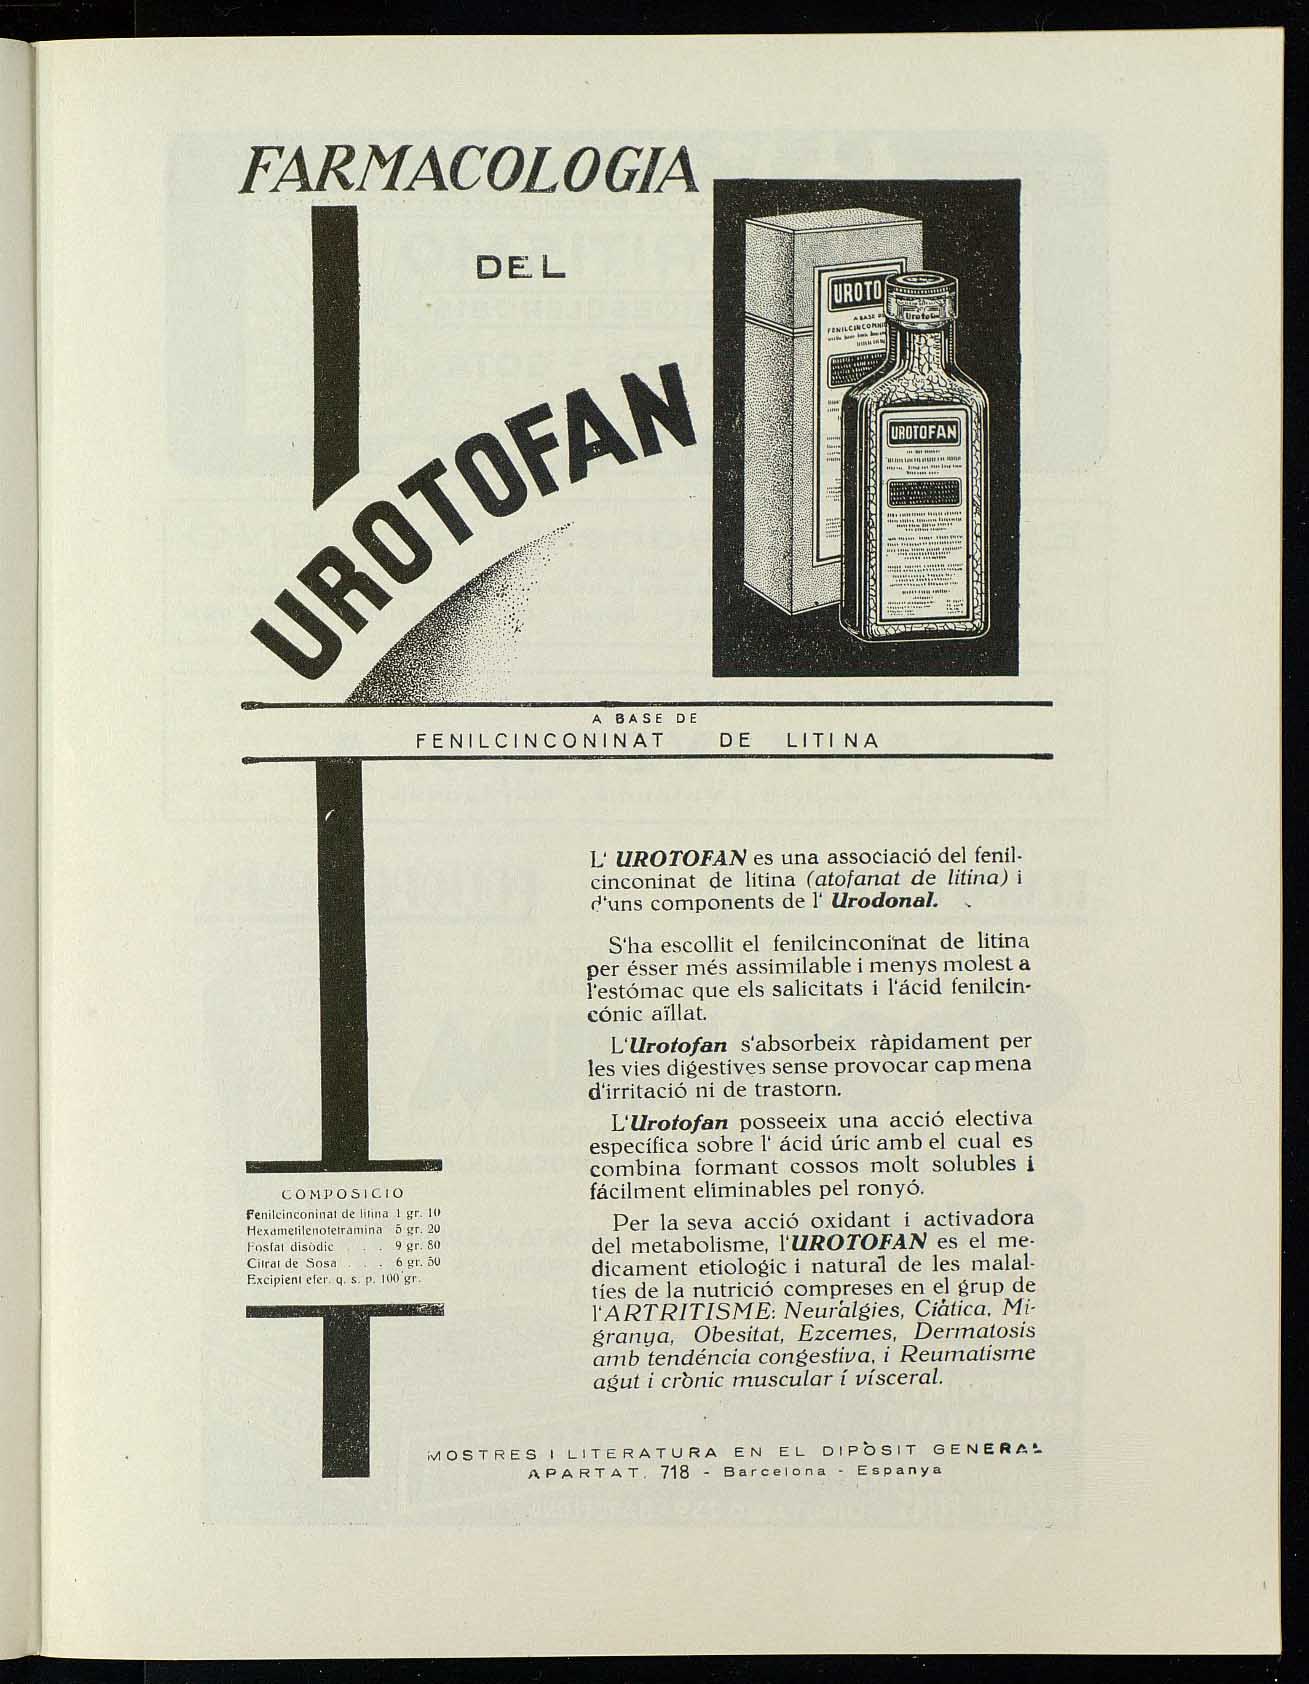 FARMACOLOGIA
DEL
UROTOFAN
UROTO
A BASE D
FENILCINCONIN
UROTOFAN
A BASE DE
FENILCINCONINAT DE LITINA
L' UROTOFAN es una associació del fenil-
cinconinat de litina (atofanat de litina) i
d'uns components de l' Urodonal.
S'ha escollit el fenilcinconinat de litina
per ésser més assimilable i menys molest a
l'estómac que els salicitats i l'ácid fenilcin-
cónic aïllat.
L'Urotofan s'absorbeix ràpidament per
les vies digestives sense provocar cap mena
d'irritació ni de trastorn.
L'Urotofan posseeix una acció electiva
específica sobre l' ácid úric amb el cual es
combina formant cossos molt solubles i
fácilment eliminables pel ronyó.
Per la seva acció oxidant i activadora
del metabolisme, l'UROTOFAN es el me-
dicament etiologic i natural de les malal-
ties de la nutrició compreses en el grup de
l'ARTRITISME: Neuràlgies, Ciàtica, Mi-
granya, Obesitat, Ezcemes, Dermatosis
amb tendéncia congestiva, i Reumatisme
agut i crònic muscular í vísceral.
COMPOSICIO
Fenilcinconinat de litina 1 gr. 10
Hexametilenotetramina 5 gr. 20
Fosfat disòdic . . . 9 gr. 80
Citrat de Sosa . . . 6 gr. 50
Excipient efer. q. s. p. 100 gr.
MOSTRES I LITERATURA EN EL DIPÒSIT GENERAL
APARTAT, 718 - Barcelona - Espanya